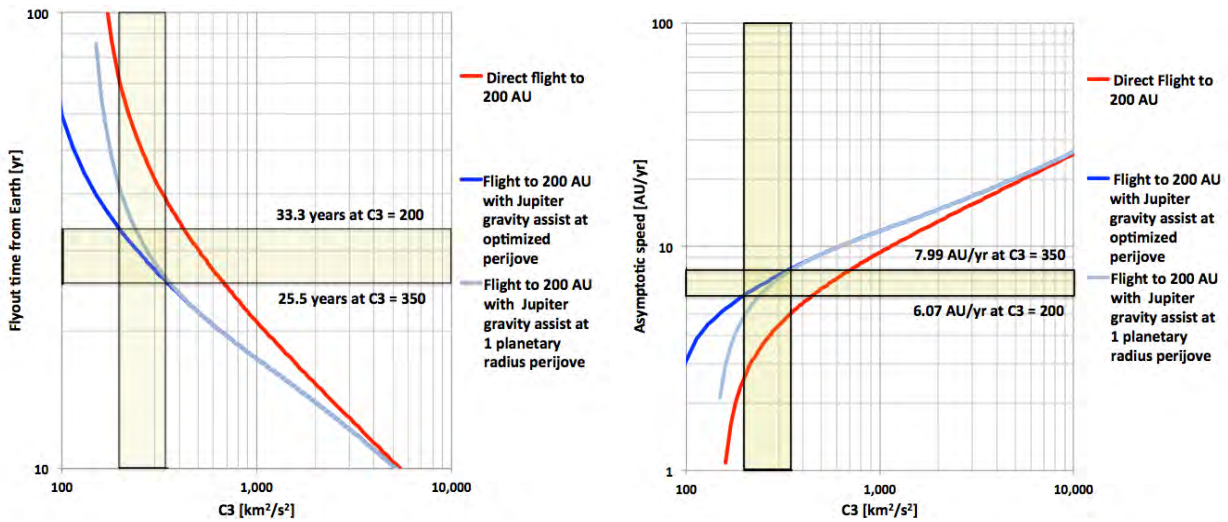 100
10
Flyout time from Earth [yr]
33.3 years at C3 = 200
25.5 years at C3 = 350
100
1,000
10,000
C3 [km²/s²]
Direct flight to
200 AU
Flight to 200 AU
with Jupiter
gravity assist at
optimized
perijove
Flight to 200 AU
with Jupiter
gravity assist at
1 planetary
radius perijove
100
10
1
Asymptotic speed [AU/yr]
7.99 AU/yr at C3 = 350
6.07 AU/yr at C3 = 200
100
1,000
10,000
C3 [km²/s²]
Direct Flight to
200 AU
Flight to 200 AU
with Jupiter
gravity assist at
optimized
perijove
Flight to 200 AU
with Jupiter
gravity assist at
1 planetary
radius perijove